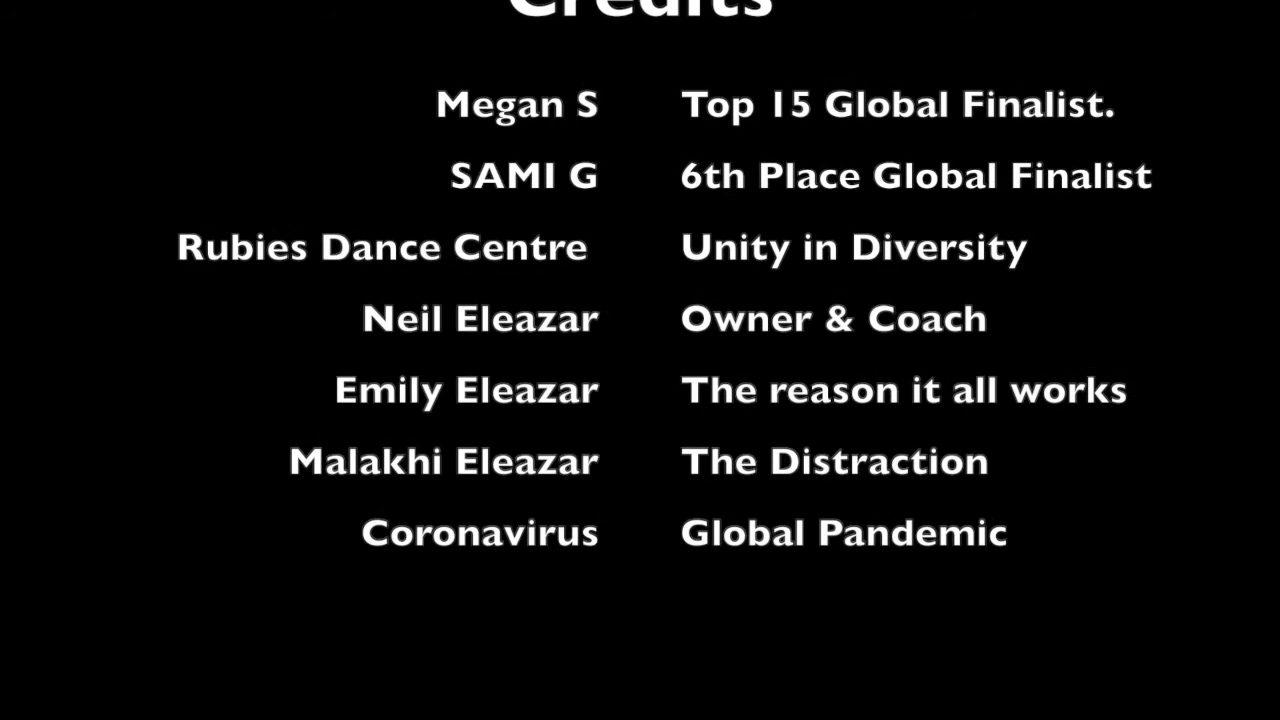 Credits
Megan S Top 15 Global Finalist.
SAMI G 6th Place Global Finalist
Rubies Dance Centre Unity in Diversity
Neil Eleazar Owner & Coach
Emily Eleazar The reason it all works
Malakhi Eleazar The Distraction
Coronavirus Global Pandemic